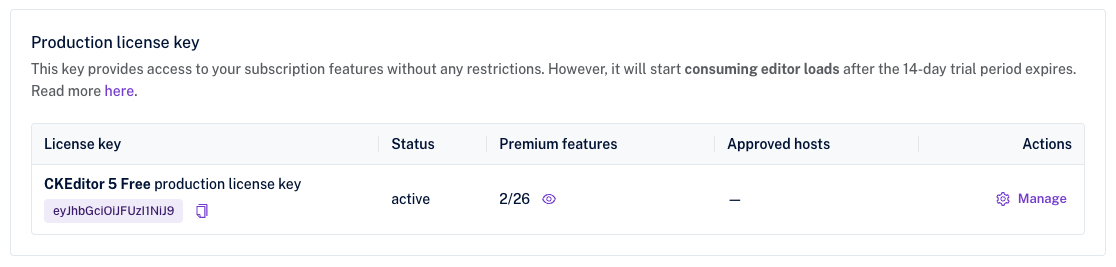 Production license key
This key provides access to your subscription features without any restrictions. However, it will start consuming editor loads after the 14-day trial period expires.
Read more here.
License key Status Premium features Approved hosts Actions
CKEditor 5 Free production license key
eyJhbGciOiJFUzI1NiJ9 active 2/26 — Manage